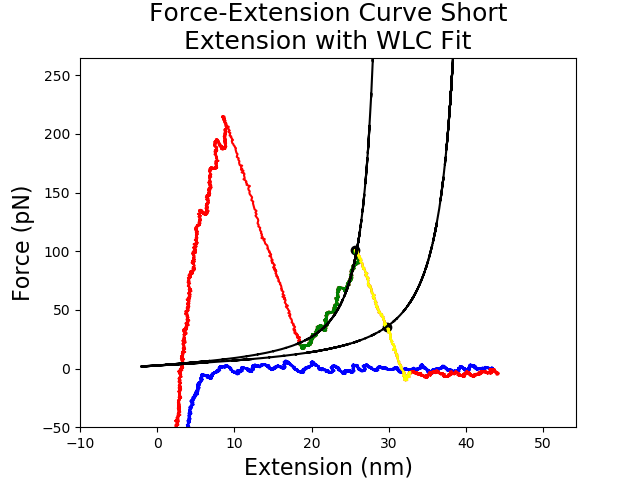 Force-Extension Curve Short
Extension with WLC Fit
250
200
150
100
50
0
−50
Force (pN)
−10 0 10 20 30 40 50
Extension (nm)